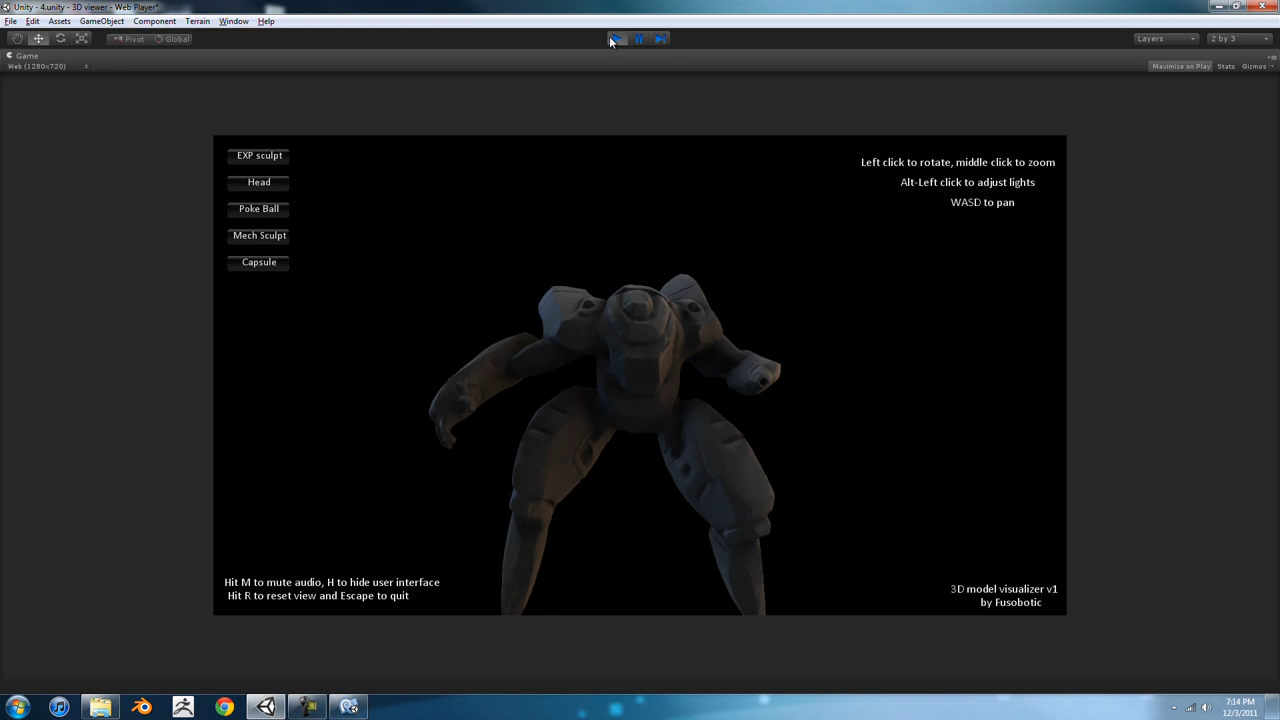 Unity - 4.unity - 3D viewer - Web Player*
File Edit Assets GameObject Component Terrain Window Help
Pivot Global Layers 2 by 3
Game
Web (1280x720) Maximize on Play Stats Gizmos
EXP sculpt
Head
Poke Ball
Mech Sculpt
Capsule
Left click to rotate, middle click to zoom
Alt-Left click to adjust lights
WASD to pan
Hit M to mute audio, H to hide user interface
Hit R to reset view and Escape to quit
3D model visualizer v1
by Fusobotic
7:14 PM
12/3/2011